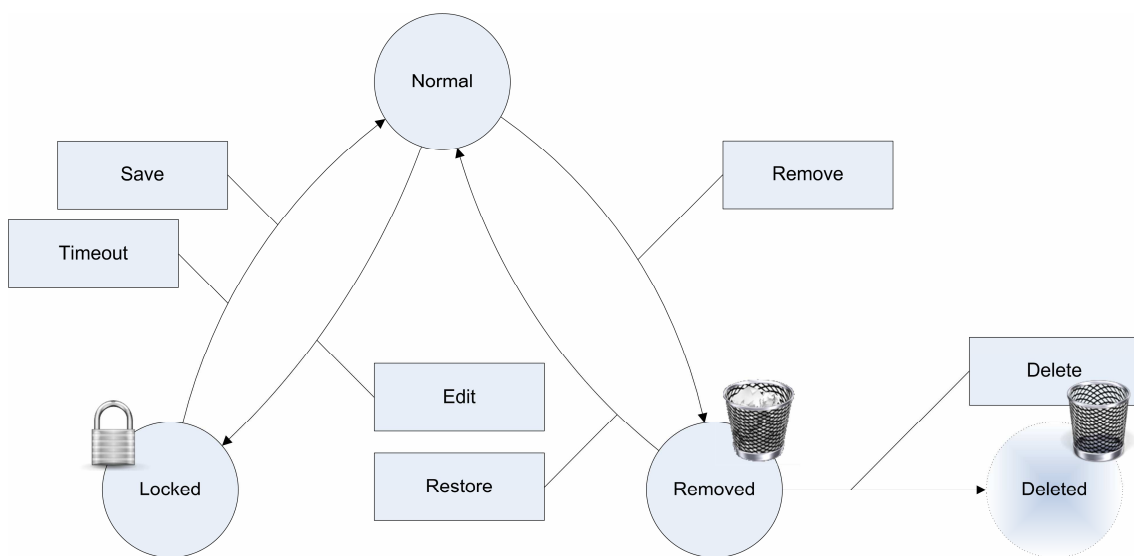 Normal
Save
Remove
Timeout
Delete
Edit
Restore
Locked
Removed
Deleted